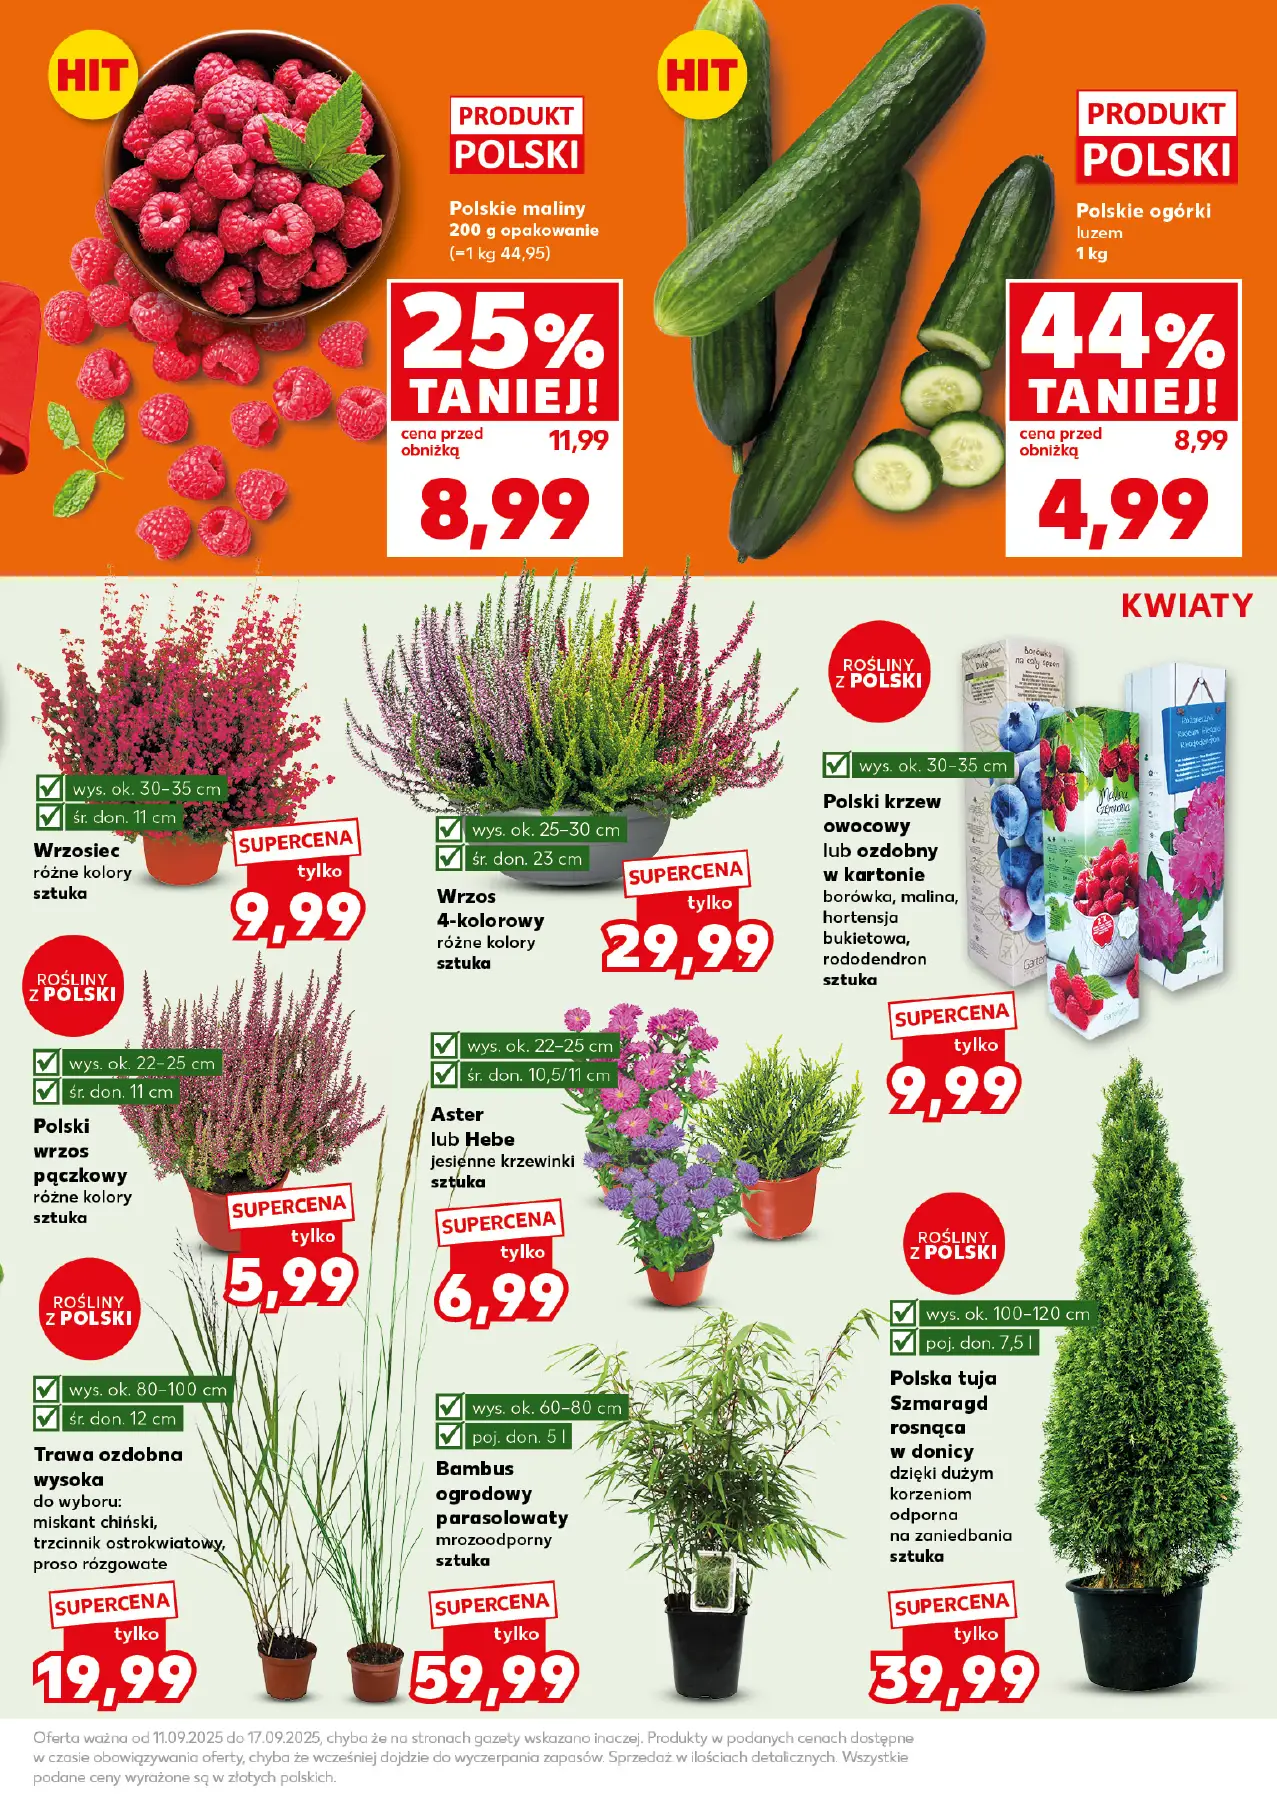 HIT
PRODUKT
POLSKI
Polskie maliny
200 g opakowanie
(=1 kg 44,95)
25%
TANIEJ!
cena przed
obniżką
11,99
8,99
HIT
PRODUKT
POLSKI
Polskie ogórki
luzem
1 kg
44%
TANIEJ!
cena przed
obniżką
8,99
4,99
KWIATY
wys. ok. 30–35 cm
śr. don. 11 cm
Wrzosiec
różne kolory
sztuka
SUPERCENA
tylko
9,99
wys. ok. 25–30 cm
śr. don. 23 cm
Wrzos
4-kolorowy
różne kolory
sztuka
SUPERCENA
tylko
29,99
ROŚLINY
Z POLSKI
wys. ok. 30–35 cm
Polski krzew
owocowy
lub ozdobny
w kartonie
borówka, malina,
hortensja
bukietowa,
rododendron
sztuka
Borówka
na cały sezon
Malina
czerwona
SUPERCENA
tylko
9,99
ROŚLINY
Z POLSKI
wys. ok. 22–25 cm
śr. don. 11 cm
Polski
wrzos
pączkowy
różne kolory
sztuka
SUPERCENA
tylko
5,99
wys. ok. 22–25 cm
śr. don. 10,5/11 cm
Aster
lub Hebe
jesienne krzewinki
sztuka
SUPERCENA
tylko
6,99
ROŚLINY
Z POLSKI
wys. ok. 80–100 cm
śr. don. 12 cm
Trawa ozdobna
wysoka
do wyboru:
miskant chiński,
trzcinnik ostrokwiatowy,
proso rózgowate
SUPERCENA
tylko
19,99
wys. ok. 60–80 cm
poj. don. 5 l
Bambus
ogrodowy
parasolowaty
mrozoodporny
sztuka
SUPERCENA
tylko
59,99
ROŚLINY
Z POLSKI
wys. ok. 100–120 cm
poj. don. 7,5 l
Polska tuja
Szmaragd
rosnąca
w donicy
dzięki dużym
korzeniom
odporna
na zaniedbania
sztuka
SUPERCENA
tylko
39,99
Oferta ważna od 11.09.2025 do 17.09.2025, chyba że na stronach gazety wskazano inaczej. Produkty w podanych cenach dostępne
w czasie obowiązywania oferty, chyba że wcześniej dojdzie do wyczerpania zapasów. Sprzedaż w ilościach detalicznych. Wszystkie
podane ceny wyrażone są w złotych polskich.